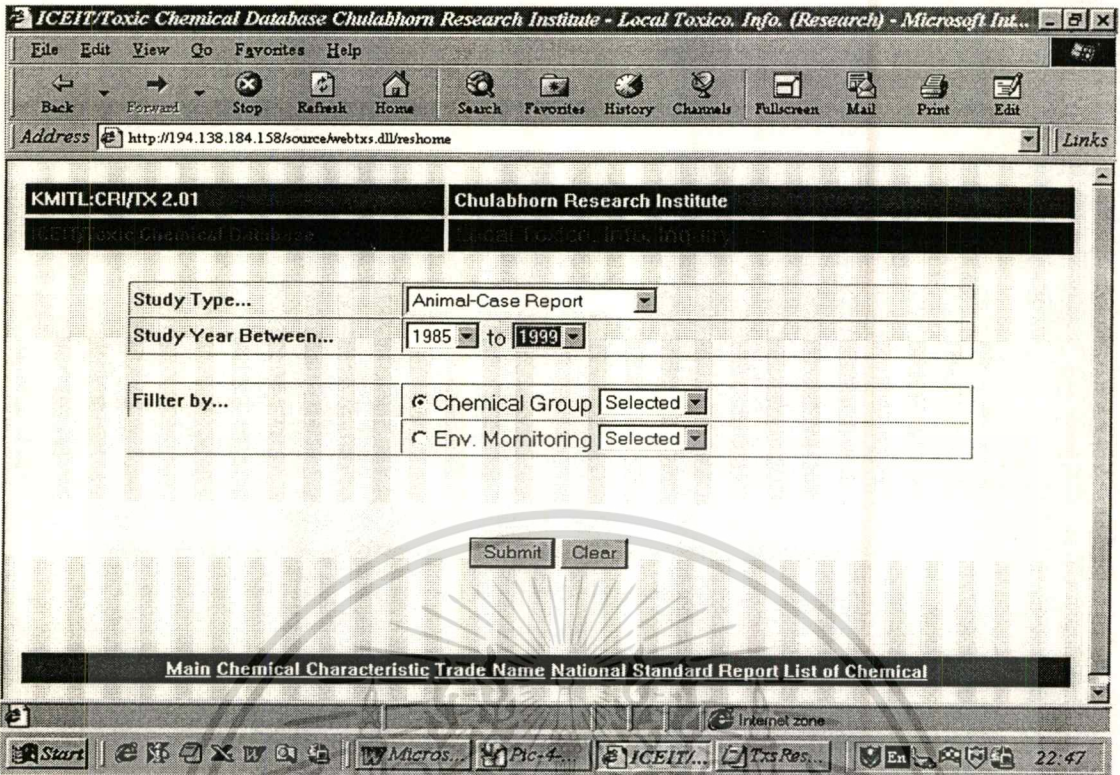 ICEIT/Toxic Chemical Database Chulabhorn Research Institute - Local Toxico. Info. (Research) - Microsoft Int...
File Edit View Go Favorites Help
Back Forward Stop Refresh Home Search Favorites History Channels Fullscreen Mail Print Edit
Address http://194.138.184.158/source/webtxs.dll/reshome Links
KMITL:CRI/TX 2.01 Chulabhorn Research Institute
ICEIT/Toxic Chemical Database Local Toxico. Info. Inquiry
Study Type... Animal-Case Report
Study Year Between... 1985 to 1999
Fillter by... Chemical Group Selected
Env. Mornitoring Selected
Submit Clear
Main Chemical Characteristic Trade Name National Standard Report List of Chemical
Internet zone
Start Micros... Pic-4-... ICEIT/... TxsRes... En 22:47